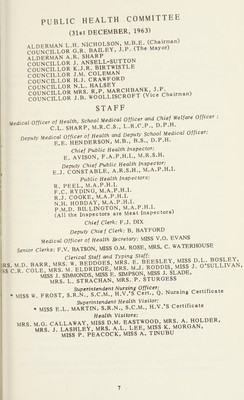 PUBLIC HEALTH COMMITTEE
(31st DECEMBER, 1963)
ALDERMAN L.H. NICHOLSON, M.B.E. (Chairman)
COUNCILLOR G.R. BAILEY, J.P. (The Mayor)
ALDERMAN A.R. SHARP
COUNCILLOR J. ANSELL-SUTTON
COUNCILLOR K.J.R. BIRTWISTLE
COUNCILLOR J.M. COLEMAN
COUNCILLOR H.J. CRAWFORD
COUNCILLOR N.L. HALSEY
COUNCILLOR MRS. R.P. MARCHBANK, J.P.
COUNCILLOR J.B. WOOLLISCROFT (Vice Chairman)
STAFF
Medical Officer of Health, School Medical Officer and Chief Welfare Officer :
C.L. SHARP, M.R.C.S., L.R.C.P., D.P.H.
Deputy Medical Officer of Health and Deputy School Medical Officer:
E.E. HENDERSON, M.B., B.S., D.P.H.
Chief Public Health Inspector:
E. AVISON, F.A.P.H.I., M.R.S.H.
Deputy Chief Public Health Inspector:
E.J. CONSTABLE, A.R.S.H., M.A.P.H.I.
Public Health Inspectors:
R. PEEL, M.A.P.H.I.
F.C. RYDING, M.A.P.H.I.
R.J. COOKE, M.A.P.H.I.
N.H. HORDAY, M.A.P.H.I.
P.M.D. BILLINGTON, M.A.P.H.I.
(All the Inspectors are Meat Inspectors)
Chief Clerk: F.J. DIX
Deputy Chief Clerk: B. BAYFORD
Medical Officer of Health Secretary: MISS V.O. EVANS
Senior Clerks: F.V. BATSON, MISS O.M. ROSE, MRS. C. WATERHOUSE
Clerical Staff and Typing Staff:
MRS. M.D. BARR, MRS. W. BEDDOES, MRS. E. BEESLEY, MISS D.L. BOSLEY,
MRS C.R. COLE, MRS. M. ELDRIDGE, MRS. M.J. RODDIS, MISS J. O'SULLIVAN,
MISS J. SIMMONDS, MISS E. SIMPKIN, MISS J. SLADE,
MRS. L. STRACHAN, MRS. P. STURGESS
Superintendent Nursing Officer:
* MISS W. FROST, S.R.N., S.C.M., H.V.'S Cert., Q. Nursing Certificate
Superintendent Health Visitor:
* MISS E.L. MARTIN, S.R.N., S.C.M., H.V.'S Certificate
Health Visitors:
MRS. M.G. CALLAWAY, MISS D.M. EASTWOOD, MRS. A. HOLDER,
MRS. J. LASHLEY, MRS. A.L. LEE, MISS K. MORGAN,
MISS P. PEACOCK, MISS A. TINUBU
7